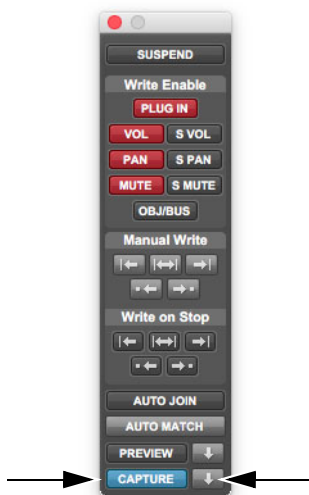 SUSPEND
Write Enable
PLUG IN
VOL S VOL
PAN S PAN
MUTE S MUTE
OBJ/BUS
Manual Write
Write on Stop
AUTO JOIN
AUTO MATCH
PREVIEW
CAPTURE